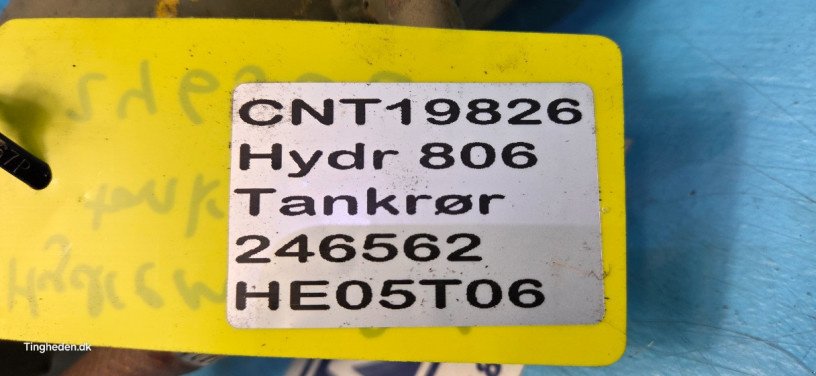 CNT19826
Hydr 806
Tankrør
246562
HE05T06
Tingheden.dk